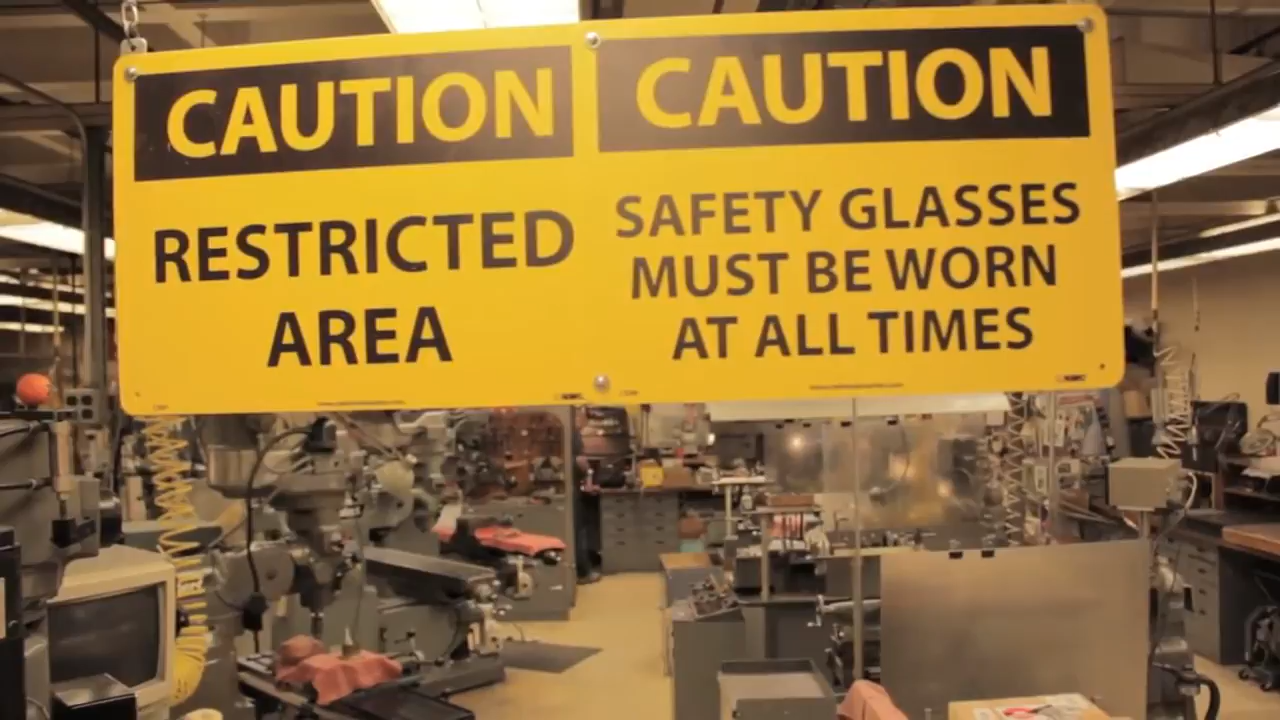 CAUTION
RESTRICTED
AREA
CAUTION
SAFETY GLASSES
MUST BE WORN
AT ALL TIMES